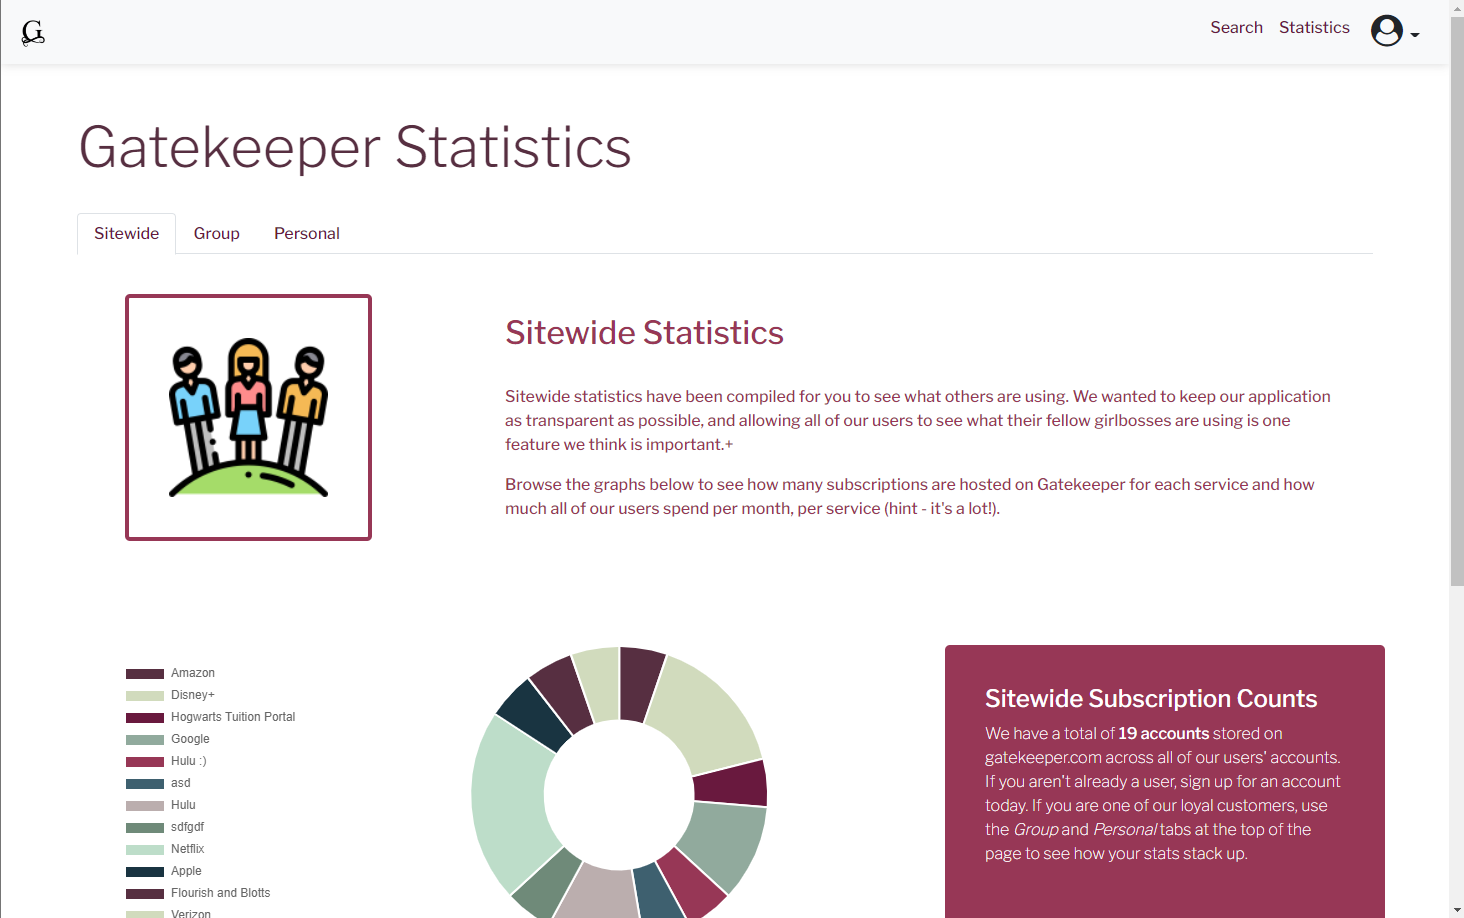 G
Search Statistics
Gatekeeper Statistics
Sitewide Group Personal
Sitewide Statistics
Sitewide statistics have been compiled for you to see what others are using. We wanted to keep our application
as transparent as possible, and allowing all of our users to see what their fellow girlbosses are using is one
feature we think is important.+
Browse the graphs below to see how many subscriptions are hosted on Gatekeeper for each service and how
much all of our users spend per month, per service (hint - it's a lot!).
Amazon
Disney+
Hogwarts Tuition Portal
Google
Hulu :)
asd
Hulu
sdfgdf
Netflix
Apple
Flourish and Blotts
Verizon
Sitewide Subscription Counts
We have a total of 19 accounts stored on
gatekeeper.com across all of our users' accounts.
If you aren't already a user, sign up for an account
today. If you are one of our loyal customers, use
the Group and Personal tabs at the top of the
page to see how your stats stack up.